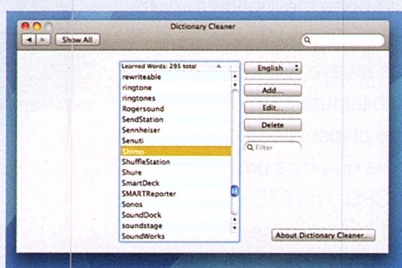 Dictionary Cleaner
Show All
Learned Words: 295 total
rewriteable
ringtone
ringtones
Rogersound
SendStation
Sennheiser
Senuti
Shimo
ShuffleStation
Shure
SmartDeck
SMARTReporter
Sonos
SoundDock
soundstage
SoundWorks
English
Add...
Edit...
Delete
Filter
About Dictionary Cleaner...